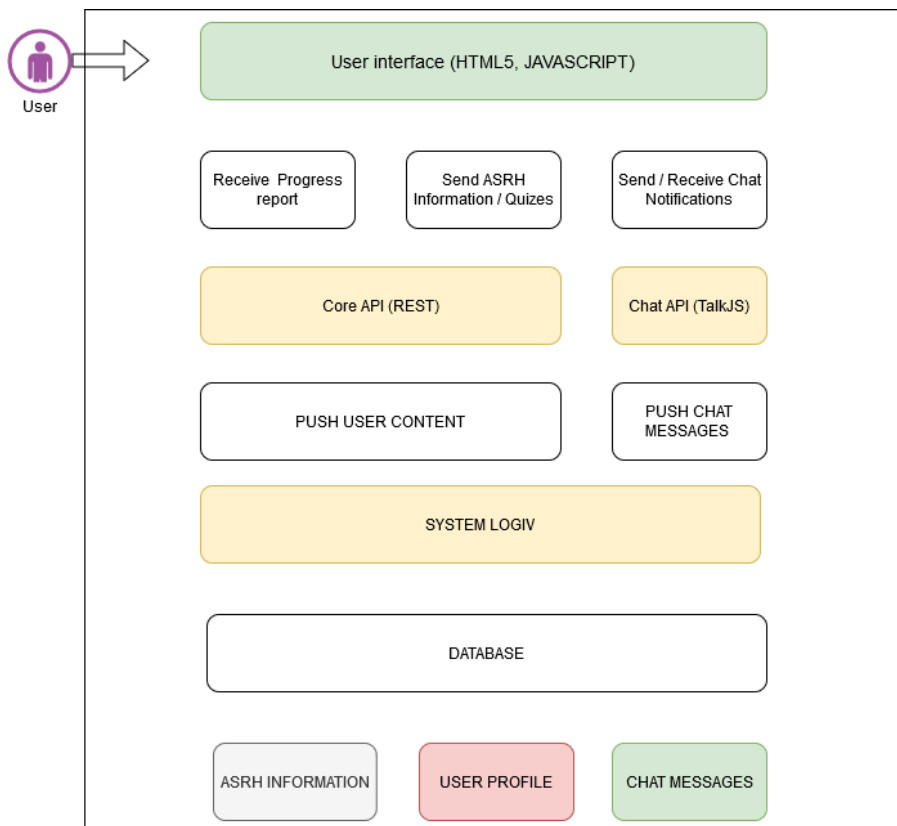 User interface (HTML5, JAVASCRIPT)
User
Receive Progress
report
Send ASRH
Information / Quizes
Send / Receive Chat
Notifications
Core API (REST)
Chat API (TalkJS)
PUSH USER CONTENT
PUSH CHAT
MESSAGES
SYSTEM LOGIV
DATABASE
ASRH INFORMATION
USER PROFILE
CHAT MESSAGES